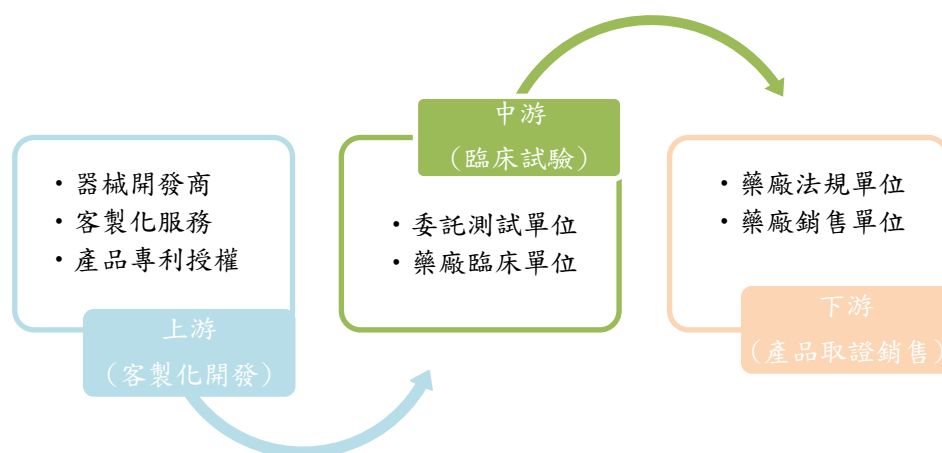 ・器械開發商
・客製化服務
・產品專利授權
上游
（客製化開發）
中游
（臨床試驗）
・委託測試單位
・藥廠臨床單位
・藥廠法規單位
・藥廠銷售單位
下游
（產品取證銷售）